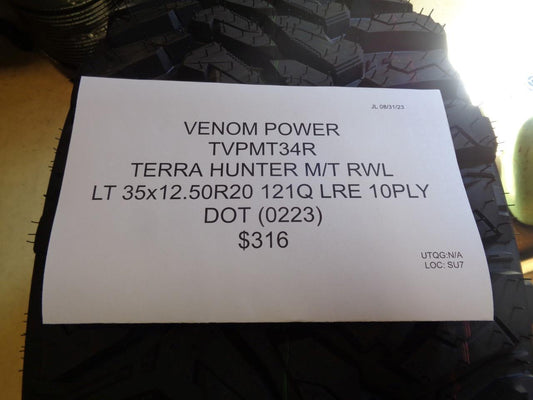 JL 08/31/23
VENOM POWER
TVPMT34R
TERRA HUNTER M/T RWL
LT 35x12.50R20 121Q LRE 10PLY
DOT (0223)
$316
UTQG:N/A
LOC: SU7